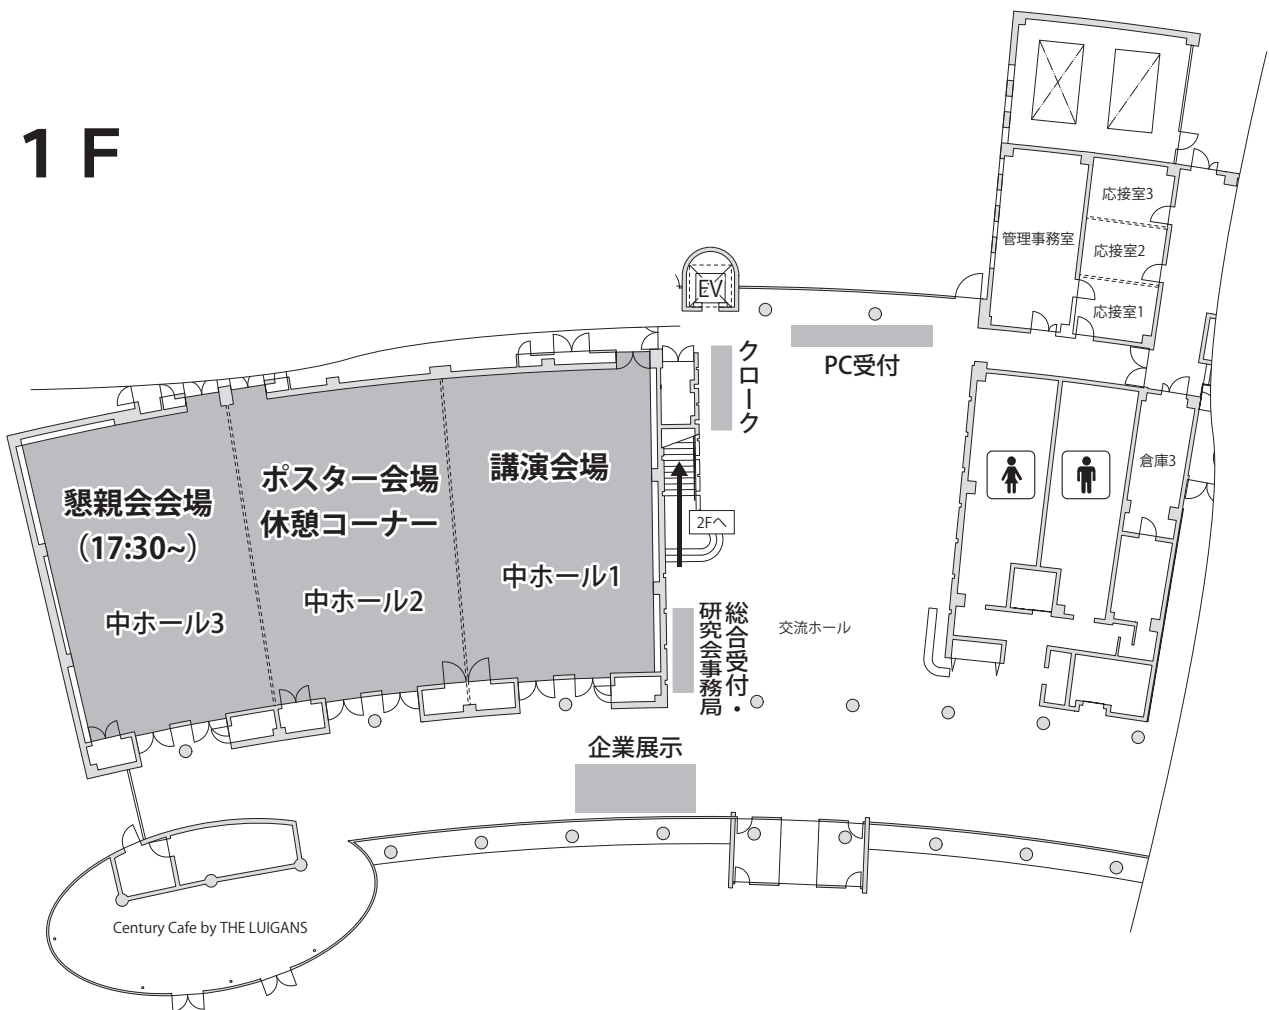 1 F
応接室3
管理事務室
応接室2
応接室1
EV
クローク
PC受付
倉庫3
講演会場
ポスター会場
休憩コーナー
懇親会会場
（17:30~）
2Fへ
中ホール1
中ホール2
中ホール3
総合受付・
研究会事務局
交流ホール
企業展示
Century Cafe by THE LUIGANS